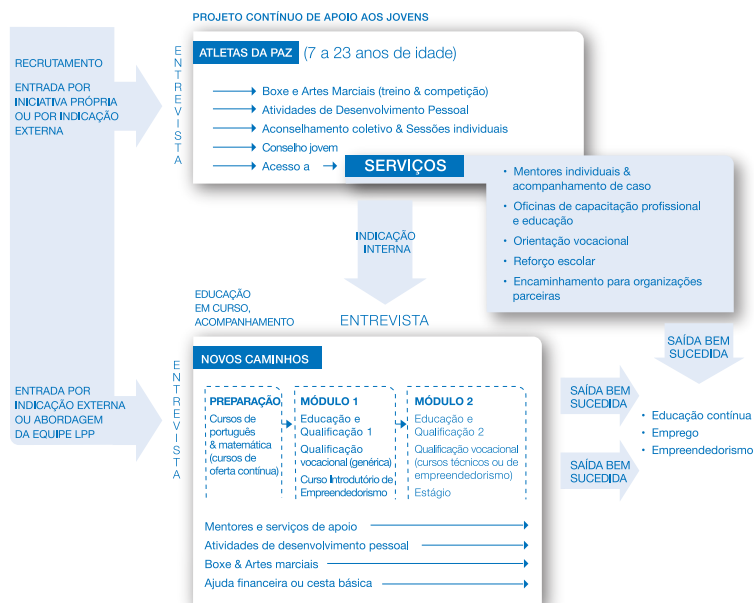 PROJETO CONTÍNUO DE APOIO AOS JOVENS
RECRUTAMENTO
ENTRADA POR
INICIATIVA PRÓPRIA
OU POR INDICAÇÃO
EXTERNA
ENTREVISTA
ATLETAS DA PAZ (7 a 23 anos de idade)
Boxe e Artes Marciais (treino & competição)
Atividades de Desenvolvimento Pessoal
Aconselhamento coletivo & Sessões individuais
Conselho jovem
Acesso a
SERVIÇOS
• Mentores individuais &
acompanhamento de caso
• Oficinas de capacitação profissional
e educação
• Orientação vocacional
• Reforço escolar
• Encaminhamento para organizações
parceiras
INDICAÇÃO
INTERNA
EDUCAÇÃO
EM CURSO,
ACOMPANHAMENTO
ENTREVISTA
ENTRADA POR
INDICAÇÃO EXTERNA
OU ABORDAGEM
DA EQUIPE LPP
ENTREVISTA
NOVOS CAMINHOS
PREPARAÇÃO
Cursos de
português
& matemática
(cursos de
oferta contínua)
MÓDULO 1
Educação e
Qualificação 1
Qualificação
vocacional (genérica)
Curso Introdutório de
Empreendedorismo
MÓDULO 2
Educação e
Qualificação 2
Qualificação vocacional
(cursos técnicos ou de
empreendedorismo)
Estágio
Mentores e serviços de apoio
Atividades de desenvolvimento pessoal
Boxe & Artes marciais
Ajuda financeira ou cesta básica
SAÍDA BEM
SUCEDIDA
SAÍDA BEM
SUCEDIDA
SAÍDA BEM
SUCEDIDA
• Educação contínua
• Emprego
• Empreendedorismo